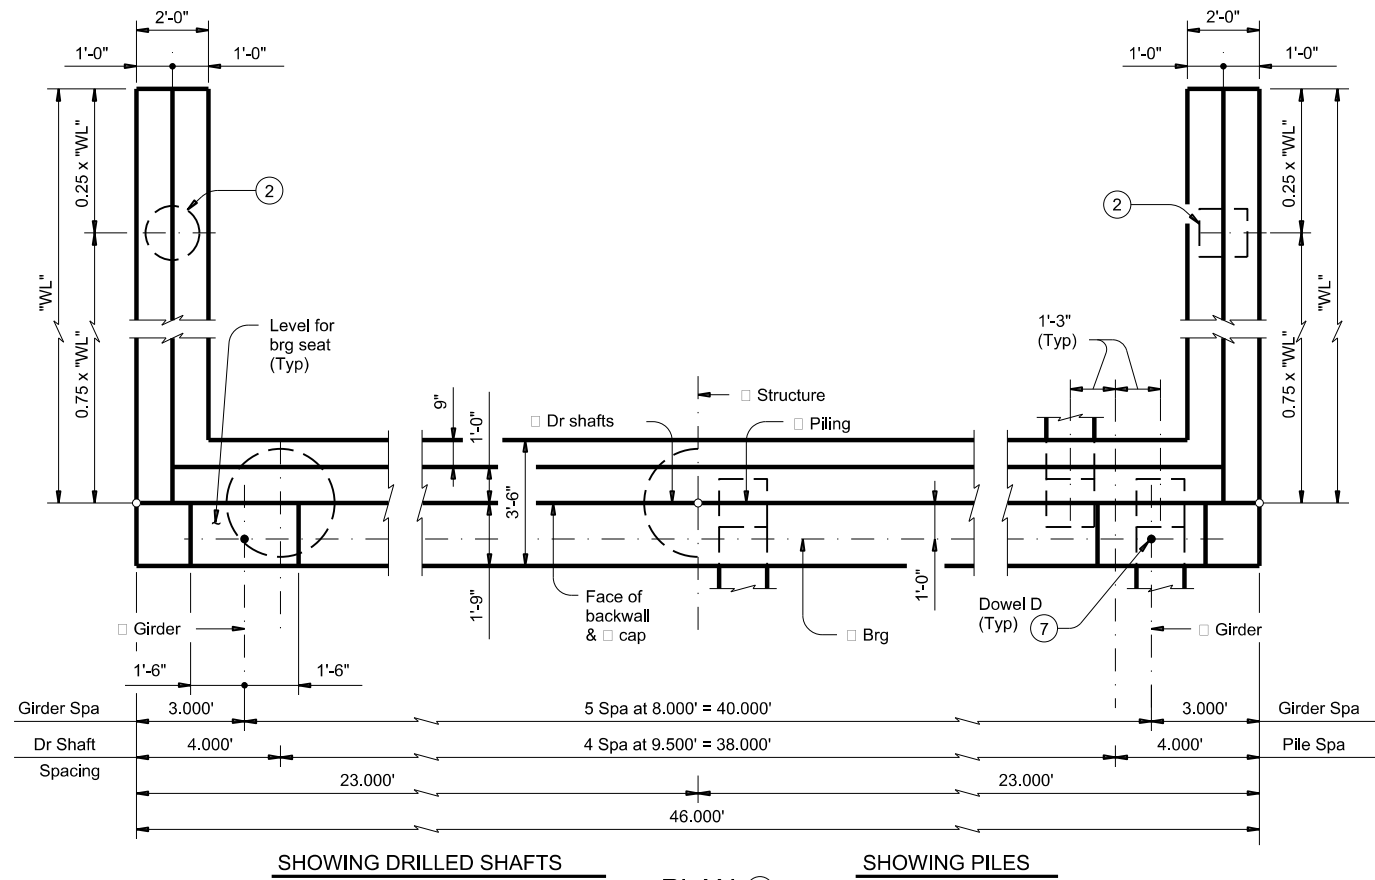 2'-0"
2'-0"
1'-0"
1'-0"
1'-0"
1'-0"
0.25 x "WL"
0.25 x "WL"
2
2
"WL"
"WL"
0.75 x "WL"
0.75 x "WL"
Level for
brg seat
(Typ)
1'-3"
(Typ)
Structure
9"
1'-0"
Dr shafts
Piling
3'-6"
1'-9"
1'-0"
Face of
backwall
& cap
Dowel D
(Typ) 7
Girder
Brg
Girder
1'-6"
1'-6"
Girder Spa
3.000'
5 Spa at 8.000' = 40.000'
3.000'
Girder Spa
Dr Shaft
Spacing
4.000'
4 Spa at 9.500' = 38.000'
4.000'
Pile Spa
23.000'
23.000'
46.000'
SHOWING DRILLED SHAFTS
SHOWING PILES